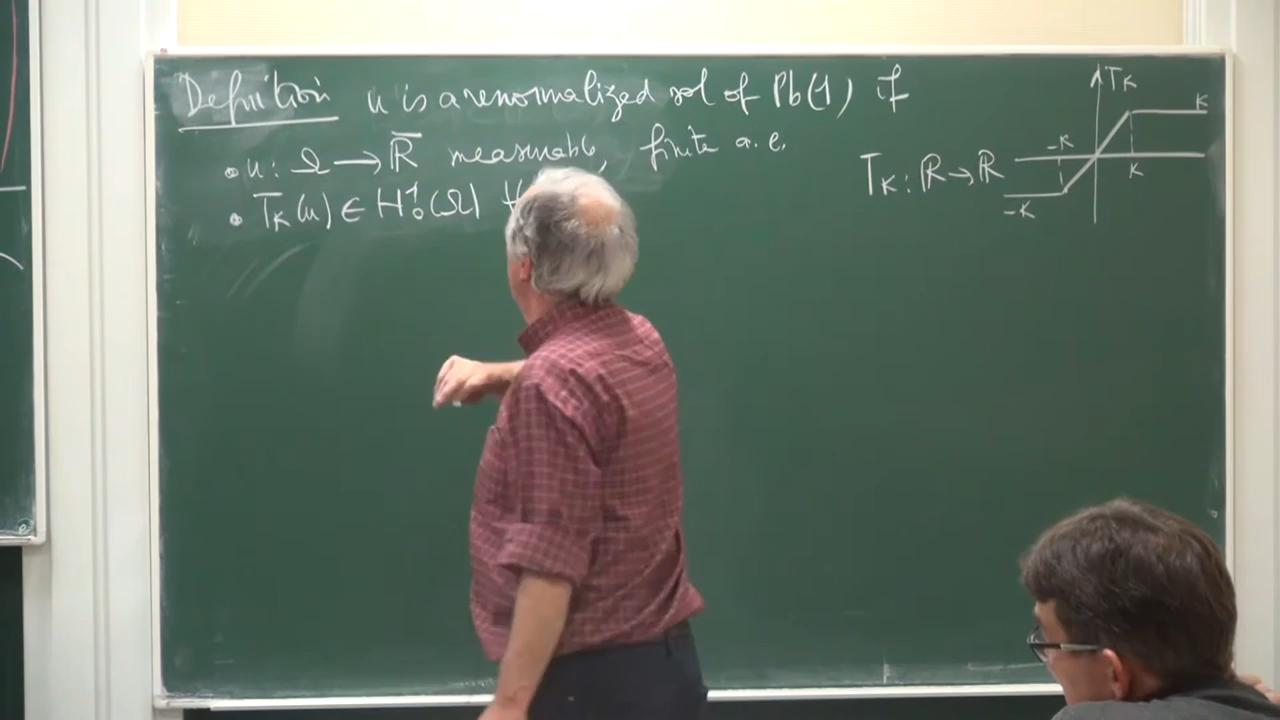 Definition u is a renormalized sol of Pb(1) if
• u: Ω → ℝ̅ measurable, finite a.e.
• T_K(u) ∈ H¹₀(Ω) ∀
T_K: ℝ → ℝ
T_K
K
-K
K
-K